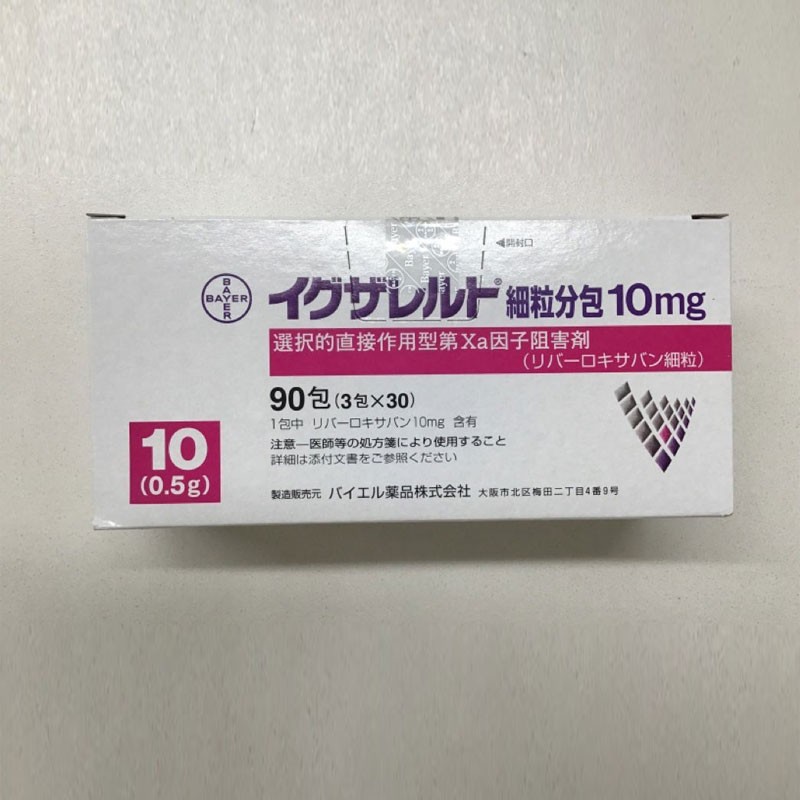 ◀開封口
BAYER
BAYER
イグザレルト® 細粒分包10mg
選択的直接作用型第Xa因子阻害剤
(リバーロキサバン細粒)
90包(3包×30)
1包中 リバーロキサバン10mg 含有
注意—医師等の処方箋により使用すること
詳細は添付文書をご参照ください
10
(0.5g)
製造販売元 バイエル薬品株式会社 大阪市北区梅田二丁目4番9号